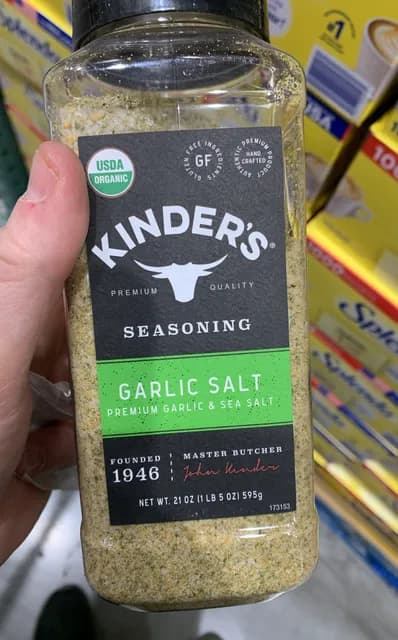 USDA
ORGANIC
GLUTEN FREE INGREDIENTS
GF
AUTHENTIC PREMIUM PRODUCT
HAND
CRAFTED
KINDER'S®
PREMIUM QUALITY
SEASONING
GARLIC SALT
PREMIUM GARLIC & SEA SALT
FOUNDED
1946
MASTER BUTCHER
John Kinder
NET WT. 21 OZ (1 LB 5 OZ) 595g
173153
Splenda
#1